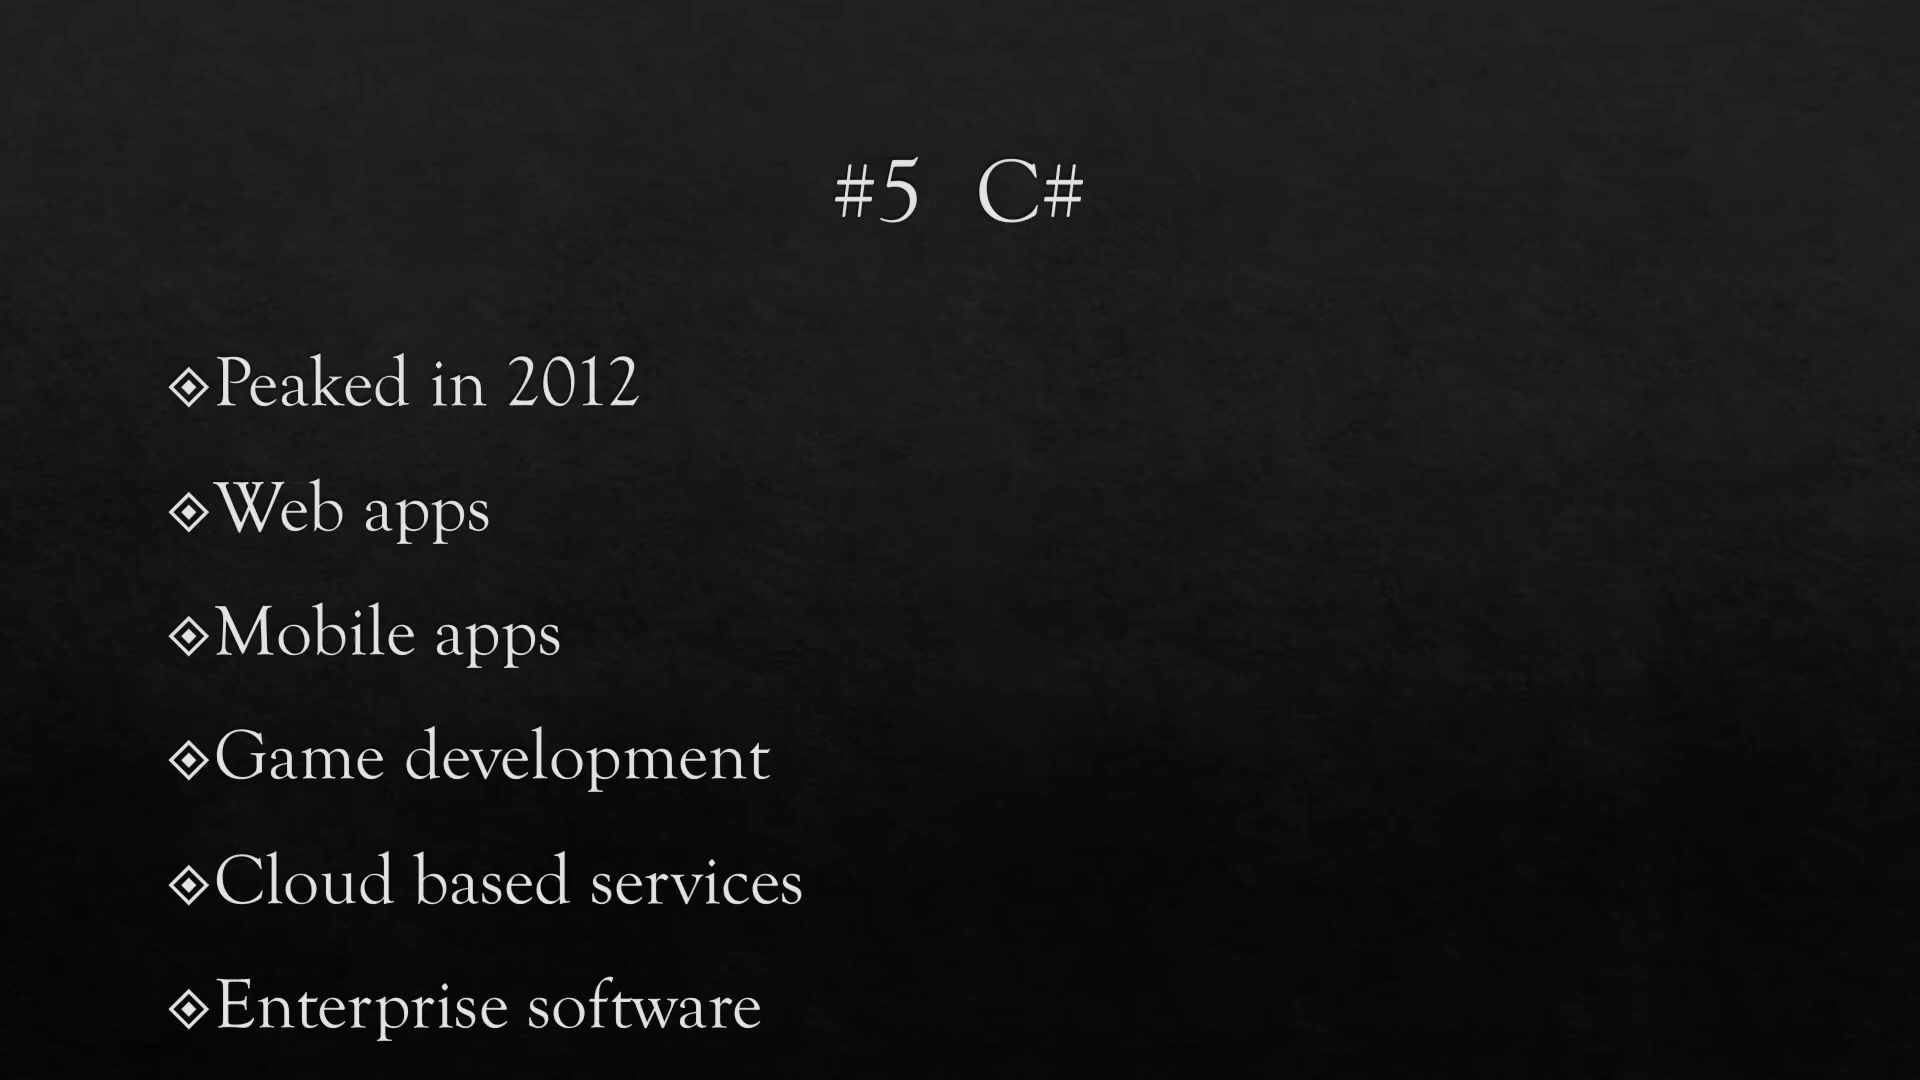 #5 C#
Peaked in 2012
Web apps
Mobile apps
Game development
Cloud based services
Enterprise software